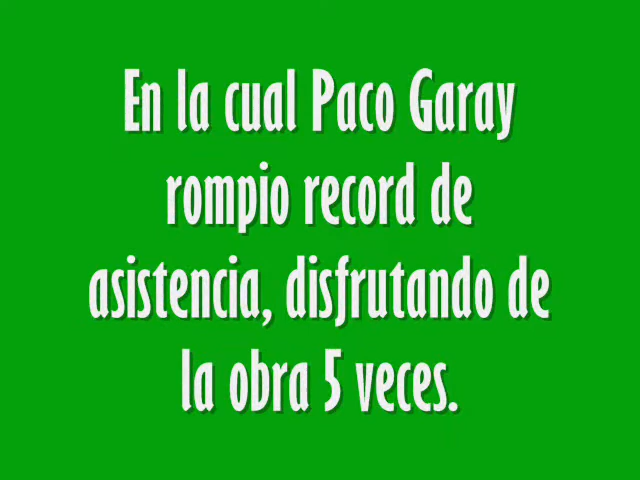 En la cual Paco Garay
rompio record de
asistencia, disfrutando de
la obra 5 veces.